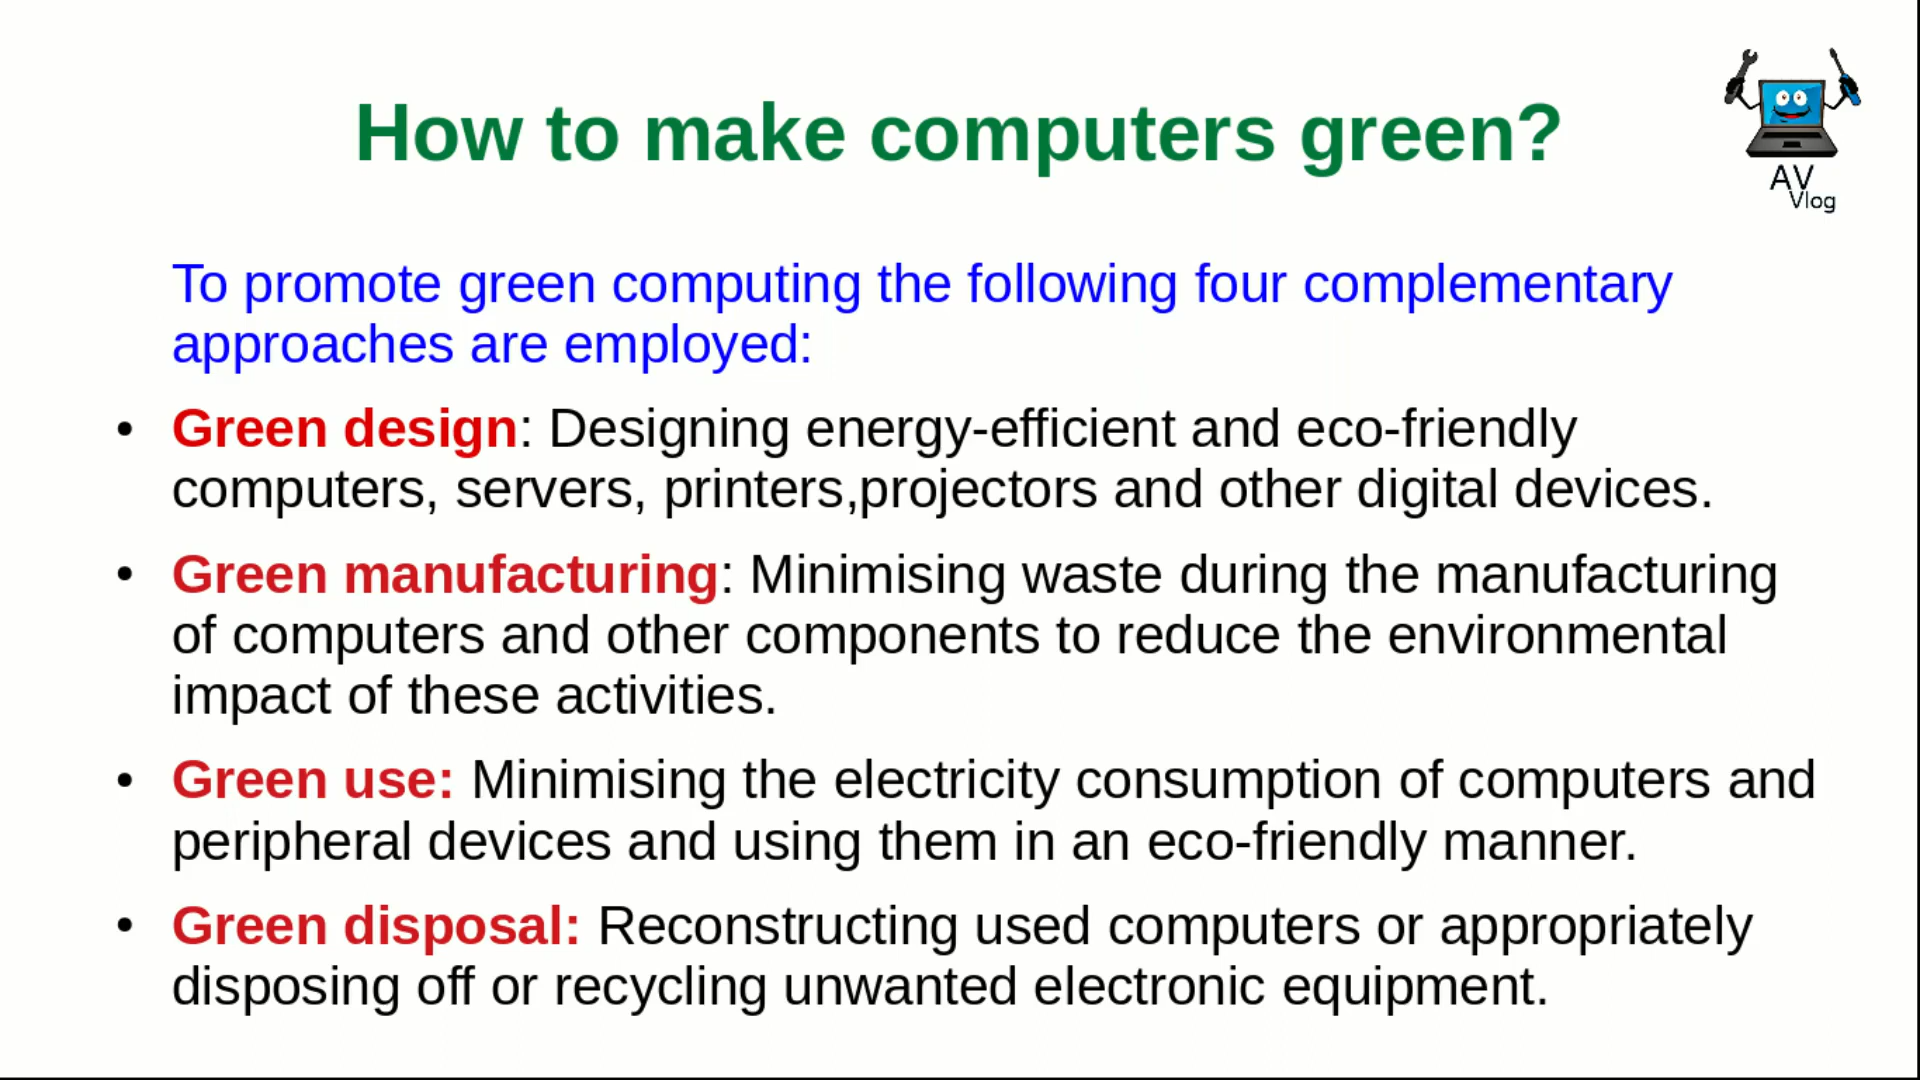 How to make computers green?
AV
Vlog
To promote green computing the following four complementary
approaches are employed:
• Green design: Designing energy-efficient and eco-friendly
computers, servers, printers,projectors and other digital devices.
• Green manufacturing: Minimising waste during the manufacturing
of computers and other components to reduce the environmental
impact of these activities.
• Green use: Minimising the electricity consumption of computers and
peripheral devices and using them in an eco-friendly manner.
• Green disposal: Reconstructing used computers or appropriately
disposing off or recycling unwanted electronic equipment.